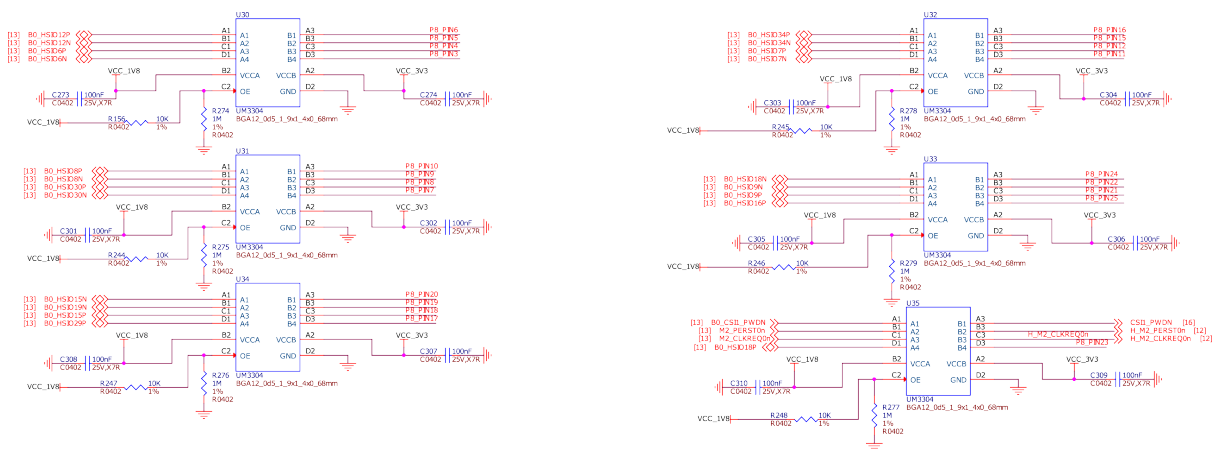 U30
[13] B0_HSIO12P A1 A1 B1 A3 P8_PIN6
[13] B0_HSIO12N B1 A2 B2 B3 P8_PIN5
[13] B0_HSIO6P C1 A3 B3 C3 P8_PIN4
[13] B0_HSIO6N D1 A4 B4 D3 P8_PIN3
VCC_1V8 B2 VCCA VCCB A2 VCC_3V3
C2 OE GND D2
C273 100nF C274 100nF
C0402 25V,X7R C0402 25V,X7R
UM3304
BGA12_0d5_1_9x1_4x0_68mm
VCC_1V8 R156 10K R274
R0402 1% 1M
R0402
U31
[13] B0_HSIO8P A1 A1 B1 A3 P8_PIN10
[13] B0_HSIO8N B1 A2 B2 B3 P8_PIN9
[13] B0_HSIO30P C1 A3 B3 C3 P8_PIN8
[13] B0_HSIO30N D1 A4 B4 D3 P8_PIN7
VCC_1V8 B2 VCCA VCCB A2 VCC_3V3
C301 100nF C2 OE GND D2 C302 100nF
C0402 25V,X7R C0402 25V,X7R
UM3304
BGA12_0d5_1_9x1_4x0_68mm
VCC_1V8 R244 10K R275
R0402 1% 1M
R0402
U34
[13] B0_HSIO15N A1 A1 B1 A3 P8_PIN20
[13] B0_HSIO19N B1 A2 B2 B3 P8_PIN19
[13] B0_HSIO15P C1 A3 B3 C3 P8_PIN18
[13] B0_HSIO29P D1 A4 B4 D3 P8_PIN17
VCC_1V8 B2 VCCA VCCB A2 VCC_3V3
C308 100nF C2 OE GND D2 C307 100nF
C0402 25V,X7R C0402 25V,X7R
UM3304
BGA12_0d5_1_9x1_4x0_68mm
VCC_1V8 R247 10K R276
R0402 1% 1M
R0402
U32
[13] B0_HSIO34P A1 A1 B1 A3 P8_PIN16
[13] B0_HSIO34N B1 A2 B2 B3 P8_PIN15
[13] B0_HSIO7P C1 A3 B3 C3 P8_PIN12
[13] B0_HSIO7N D1 A4 B4 D3 P8_PIN11
VCC_1V8 B2 VCCA VCCB A2 VCC_3V3
C2 OE GND D2
C303 100nF C304 100nF
C0402 25V,X7R C0402 25V,X7R
UM3304
BGA12_0d5_1_9x1_4x0_68mm
VCC_1V8 R245 10K R278
R0402 1% 1M
R0402
U33
[13] B0_HSIO18N A1 A1 B1 A3 P8_PIN24
[13] B0_HSIO9N B1 A2 B2 B3 P8_PIN22
[13] B0_HSIO9P C1 A3 B3 C3 P8_PIN21
[13] B0_HSIO16P D1 A4 B4 D3 P8_PIN25
VCC_1V8 B2 VCCA VCCB A2 VCC_3V3
C305 100nF C2 OE GND D2 C306 100nF
C0402 25V,X7R C0402 25V,X7R
UM3304
BGA12_0d5_1_9x1_4x0_68mm
VCC_1V8 R246 10K R279
R0402 1% 1M
R0402
U35
[13] B0_CSI1_PWDN A1 A1 B1 A3 CSI1_PWDN [16]
[13] M2_PERST0n B1 A2 B2 B3 H_M2_PERST0n [12]
[13] M2_CLKREQ0n C1 A3 B3 C3 H_M2_CLKREQ0n H_M2_CLKREQ0n [12]
[13] B0_HSIO18P D1 A4 B4 D3 P8_PIN23
VCC_1V8 B2 VCCA VCCB A2 VCC_3V3
C310 100nF C2 OE GND D2 C309 100nF
C0402 25V,X7R C0402 25V,X7R
UM3304
BGA12_0d5_1_9x1_4x0_68mm
VCC_1V8 R248 10K R277
R0402 1% 1M
R0402